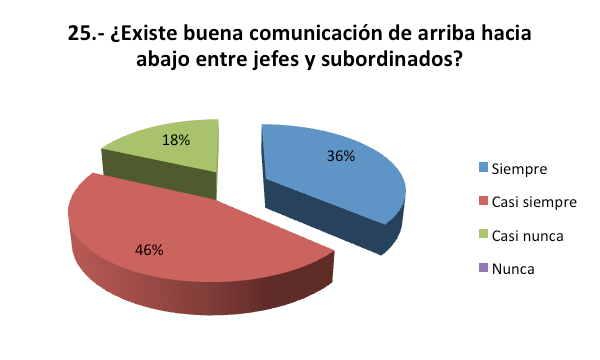 25.- ¿Existe buena comunicación de arriba hacia
abajo entre jefes y subordinados?
18%
36%
46%
Siempre
Casi siempre
Casi nunca
Nunca